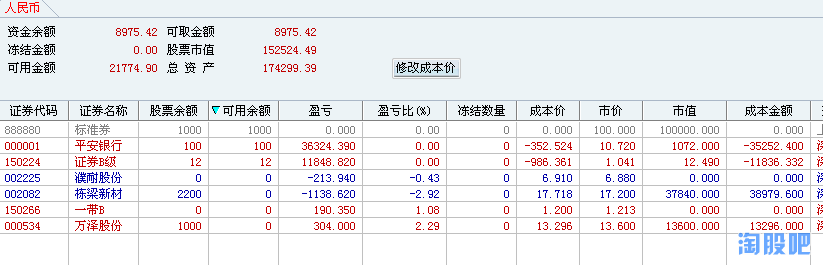 人民币
资金余额 8975.42 可取金额 8975.42
冻结金额 0.00 股票市值 152524.49
可用金额 21774.90 总 资 产 174299.39 修改成本价
证券代码 证券名称 股票余额 可用余额 盈亏 盈亏比(%) 冻结数量 成本价 市价 市值 成本金额
888880 标准券 1000 1000 0.000 0.00 0 0.000 100.000 100000.000 0.000
000001 平安银行 100 100 36324.390 0.00 0 -352.524 10.720 1072.000 -35252.400
150224 证券B级 12 12 11848.820 0.00 0 -986.361 1.041 12.490 -11836.332
002225 濮耐股份 0 0 -213.940 -0.43 0 6.910 6.880 0.000 0.000
002082 栋梁新材 2200 0 -1138.620 -2.92 0 17.718 17.200 37840.000 38979.600
150266 一带B 0 0 190.350 1.08 0 1.200 1.213 0.000 0.000
000534 万泽股份 1000 0 304.000 2.29 0 13.296 13.600 13600.000 13296.000
淘股吧